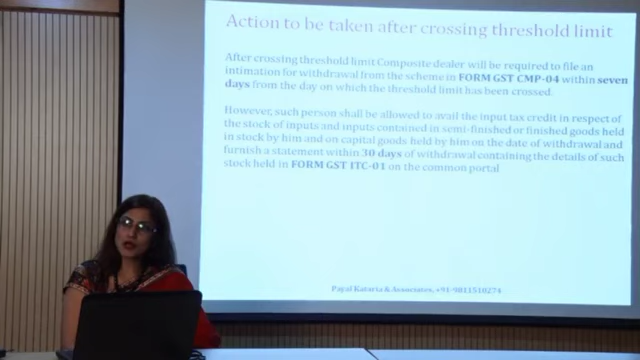 Action to be taken after crossing threshold limit
After crossing threshold limit Composite dealer will be required to file an
intimation for withdrawal from the scheme in FORM GST CMP-04 within seven
days from the day on which the threshold limit has been crossed.
However, such person shall be allowed to avail the input tax credit in respect of
the stock of inputs and inputs contained in semi-finished or finished goods held
in stock by him and on capital goods held by him on the date of withdrawal and
furnish a statement within 30 days of withdrawal containing the details of such
stock held in FORM GST ITC-01 on the common portal
Payal Kataria & Associates, +91-9811510274